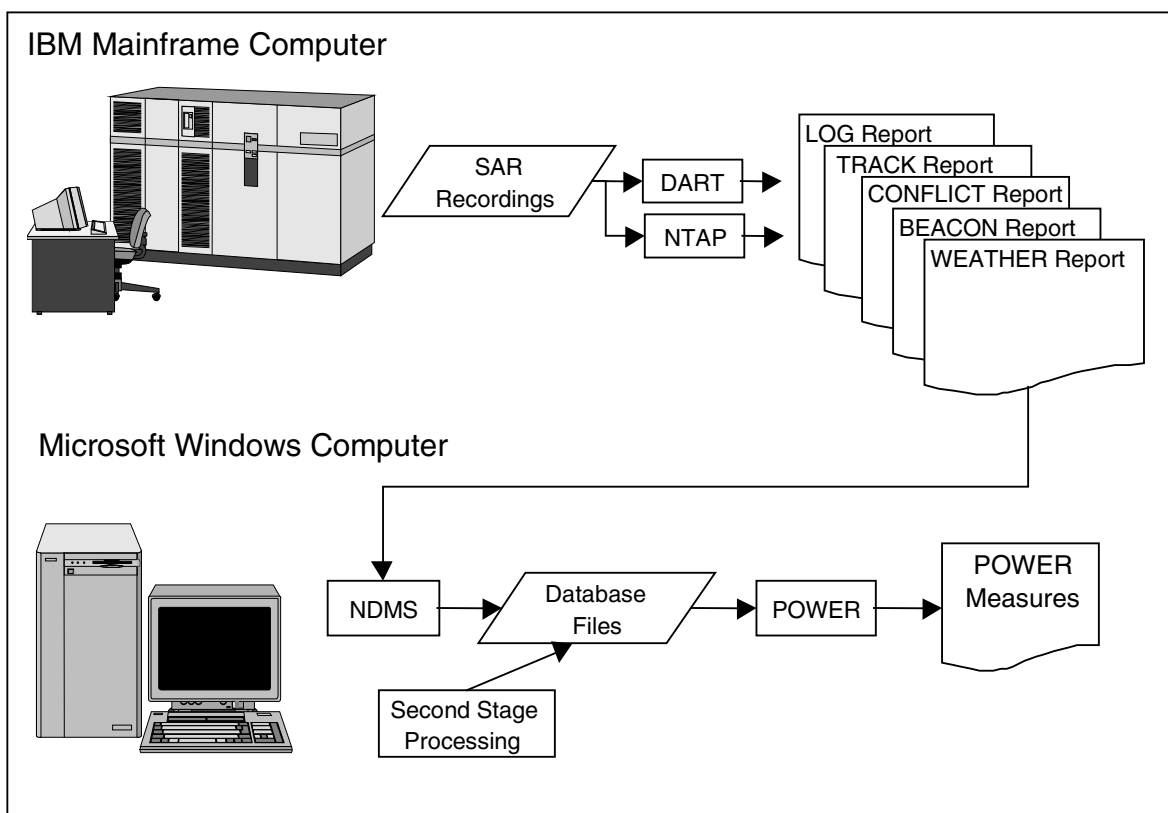 IBM Mainframe Computer
SAR
Recordings
DART
NTAP
LOG Report
TRACK Report
CONFLICT Report
BEACON Report
WEATHER Report
Microsoft Windows Computer
NDMS
Database
Files
POWER
POWER
Measures
Second Stage
Processing